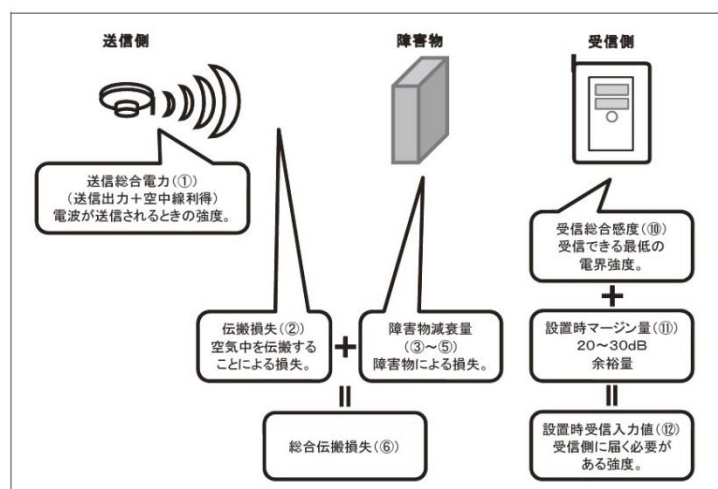 送信側
障害物
受信側
送信総合電力(①)
(送信出力+空中線利得)
電波が送信されるときの強度。
受信総合感度(⑩)
受信できる最低の
電界強度。
+
伝搬損失(②)
空気中を伝搬する
ことによる損失。
+
障害物減衰量
(③~⑤)
障害物による損失。
設置時マージン量(⑪)
20~30dB
余裕量
=
総合伝搬損失(⑥)
=
設置時受信入力値(⑫)
受信側に届く必要が
ある強度。